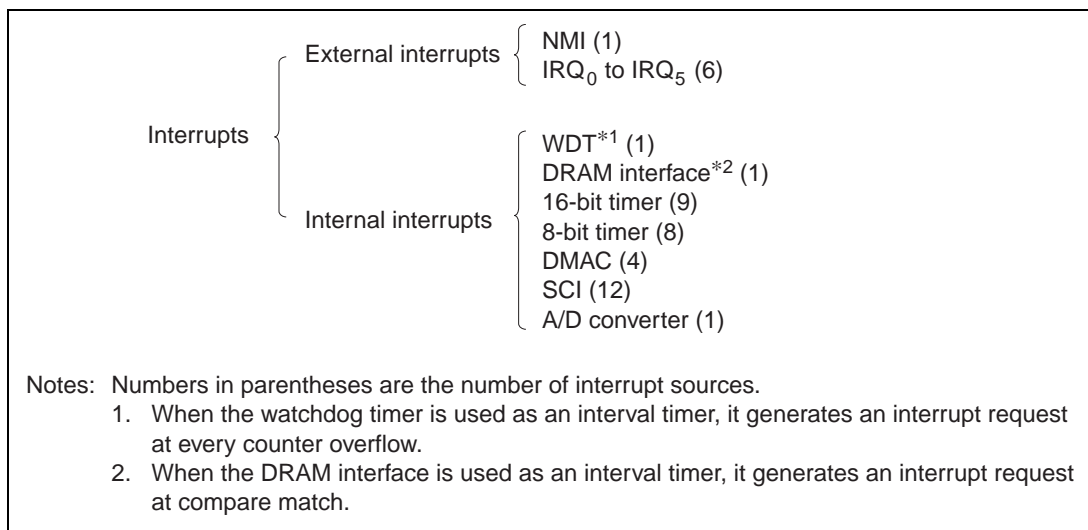 External interrupts
NMI (1)
IRQ0 to IRQ5 (6)
Interrupts
Internal interrupts
WDT*1 (1)
DRAM interface*2 (1)
16-bit timer (9)
8-bit timer (8)
DMAC (4)
SCI (12)
A/D converter (1)
Notes: Numbers in parentheses are the number of interrupt sources.
1. When the watchdog timer is used as an interval timer, it generates an interrupt request
at every counter overflow.
2. When the DRAM interface is used as an interval timer, it generates an interrupt request
at compare match.